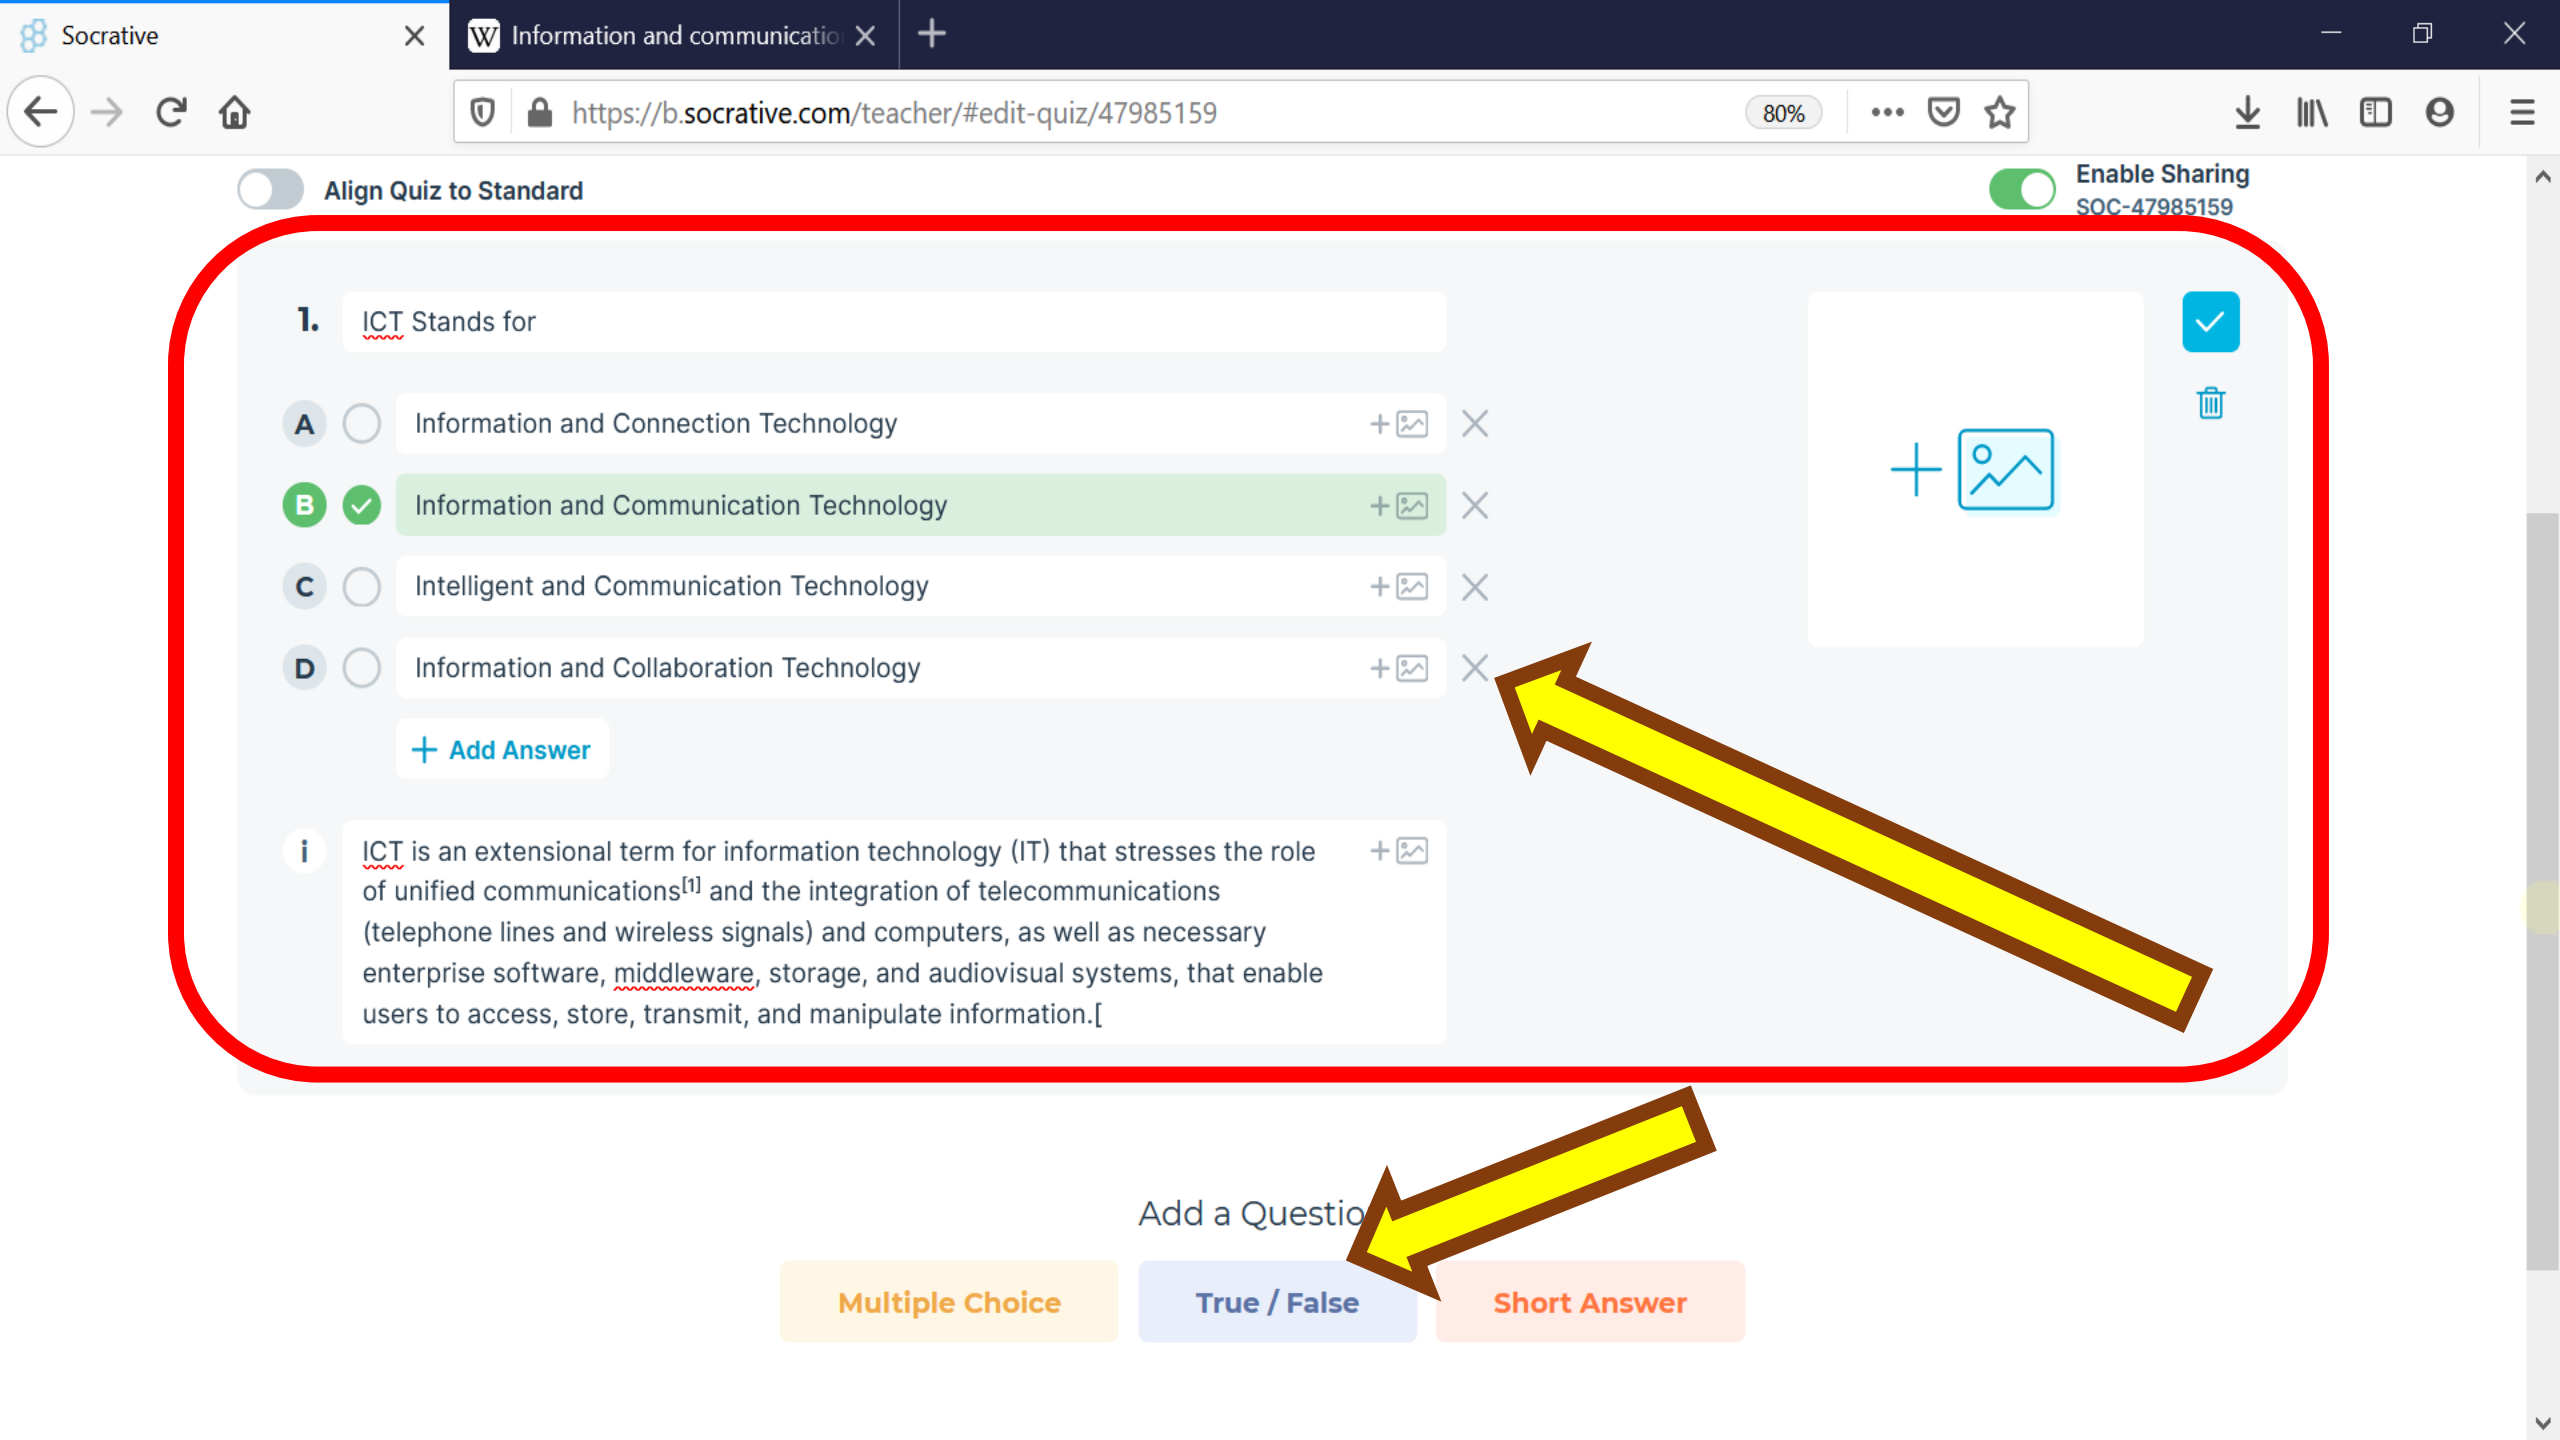 Socrative
Information and communicatio
https://b.socrative.com/teacher/#edit-quiz/47985159
80%
Align Quiz to Standard
Enable Sharing
SOC-47985159
1. ICT Stands for
A Information and Connection Technology
B Information and Communication Technology
C Intelligent and Communication Technology
D Information and Collaboration Technology
+ Add Answer
i ICT is an extensional term for information technology (IT) that stresses the role
of unified communications[1] and the integration of telecommunications
(telephone lines and wireless signals) and computers, as well as necessary
enterprise software, middleware, storage, and audiovisual systems, that enable
users to access, store, transmit, and manipulate information.[
Add a Questio
Multiple Choice
True / False
Short Answer